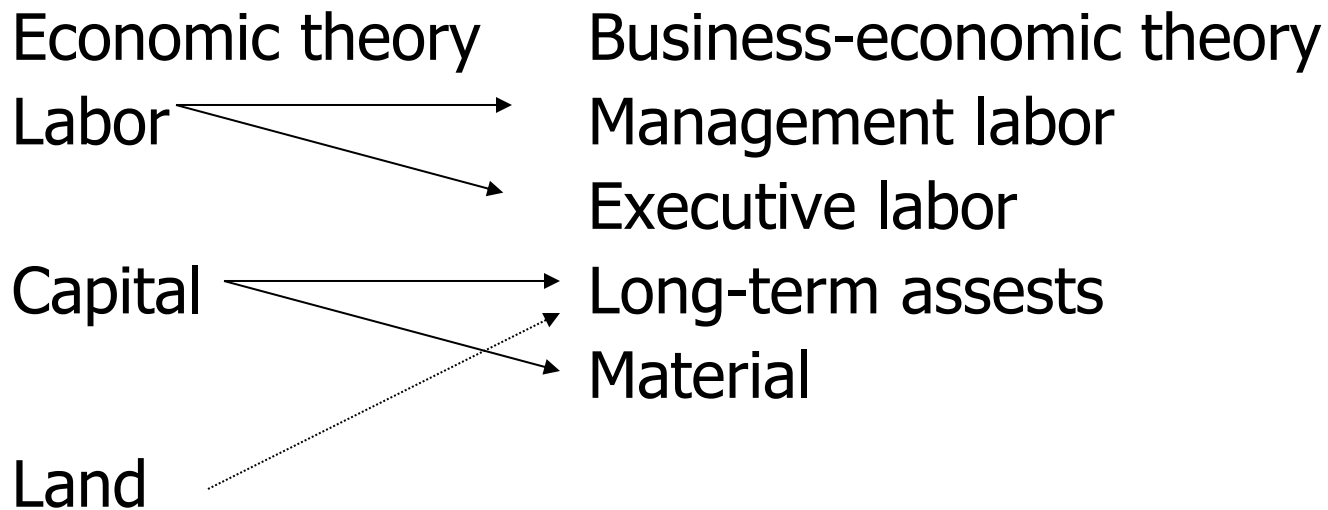 Economic theory Business-economic theory
Labor Management labor
Executive labor
Capital Long-term assests
Material
Land